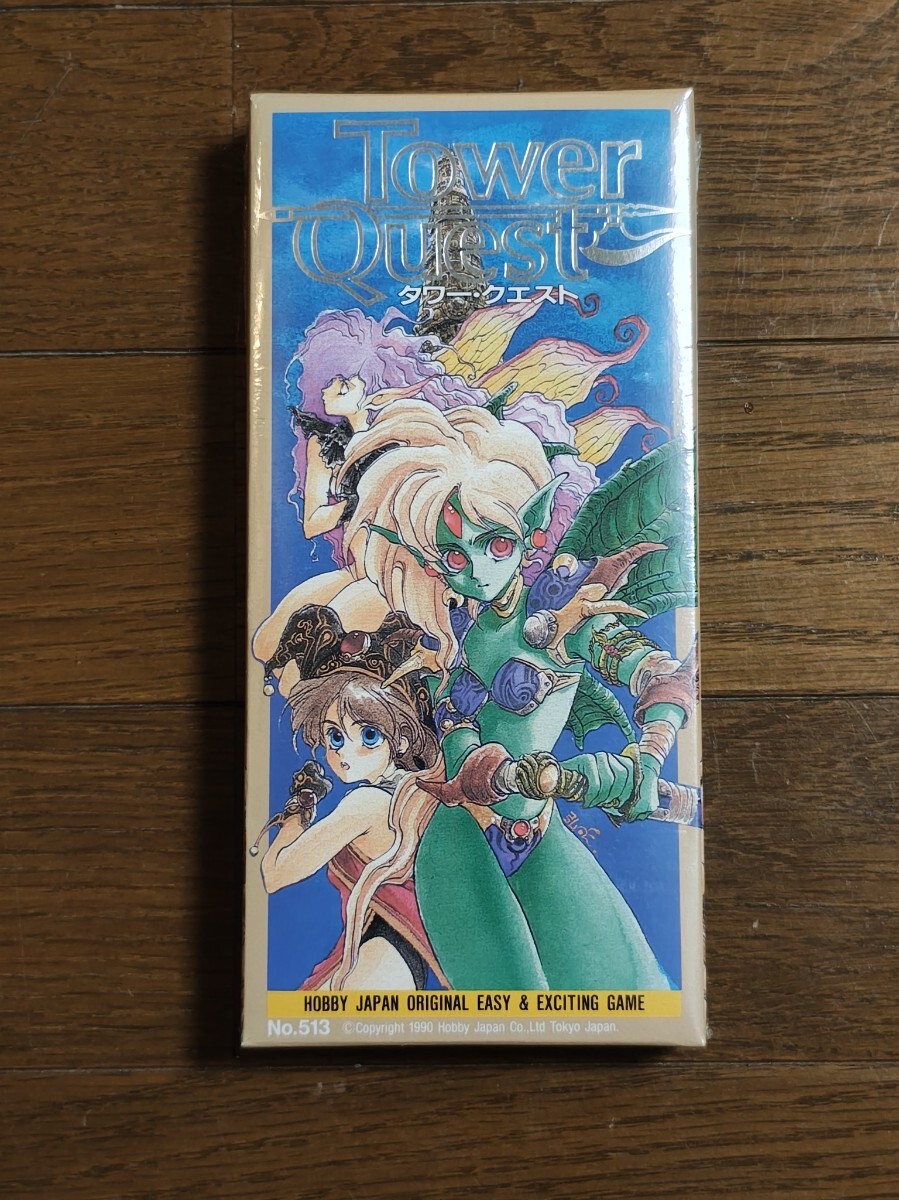 Tower
Quest
タワー・クエスト
HOBBY JAPAN ORIGINAL EASY & EXCITING GAME
No.513 ©Copyright 1990 Hobby Japan Co.,Ltd Tokyo Japan.